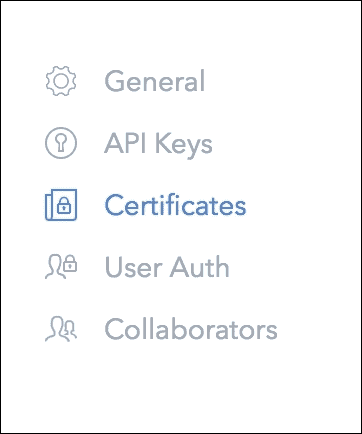 General
API Keys
Certificates
User Auth
Collaborators